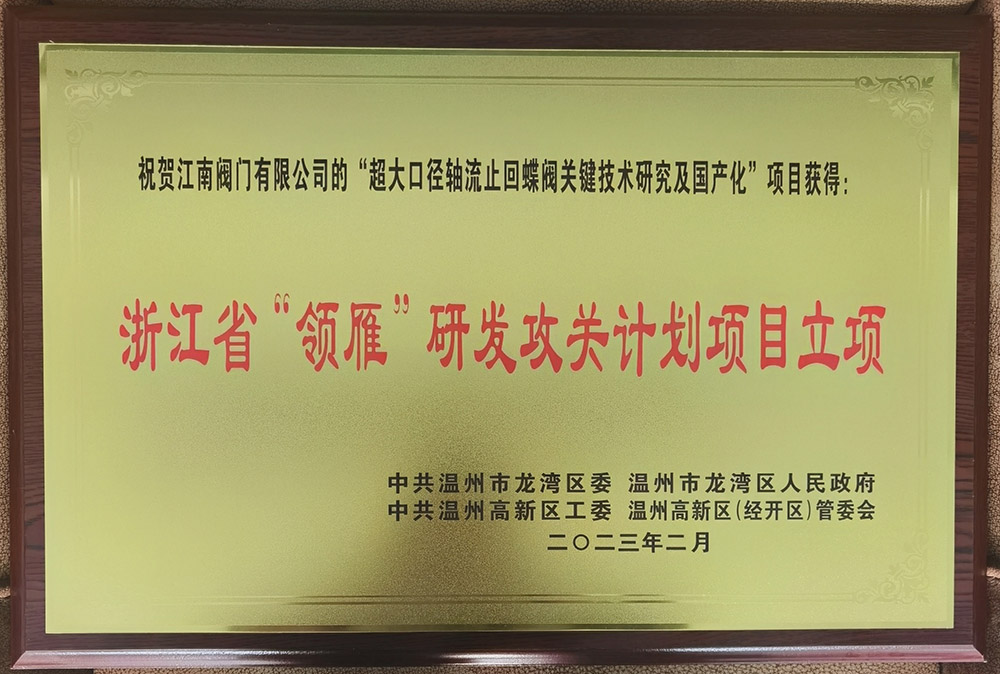 祝贺江南阀门有限公司的“超大口径轴流止回蝶阀关键技术研究及国产化”项目获得：
浙江省“领雁”研发攻关计划项目立项
中共温州市龙湾区委 温州市龙湾区人民政府
中共温州高新区工委 温州高新区(经开区)管委会
二〇二三年二月